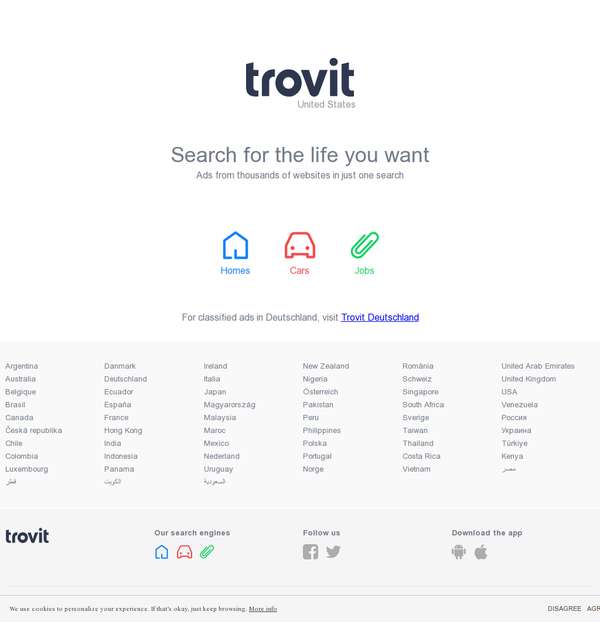 trovit
United States
Search for the life you want
Ads from thousands of websites in just one search
Homes Cars Jobs
For classified ads in Deutschland, visit Trovit Deutschland
Argentina Danmark Ireland New Zealand România United Arab Emirates
Australia Deutschland Italia Nigeria Schweiz United Kingdom
Belgique Ecuador Japan Österreich Singapore USA
Brasil España Magyarország Pakistan South Africa Venezuela
Canada France Malaysia Peru Sverige Россия
Česká republika Hong Kong Maroc Philippines Taiwan Украина
Chile India Mexico Polska Thailand Türkiye
Colombia Indonesia Nederland Portugal Costa Rica Kenya
Luxembourg Panama Uruguay Norge Vietnam مصر
قطر الكويت السعودية
trovit Our search engines Follow us Download the app
We use cookies to personalize your experience. If that's okay, just keep browsing. More info DISAGREE AGR